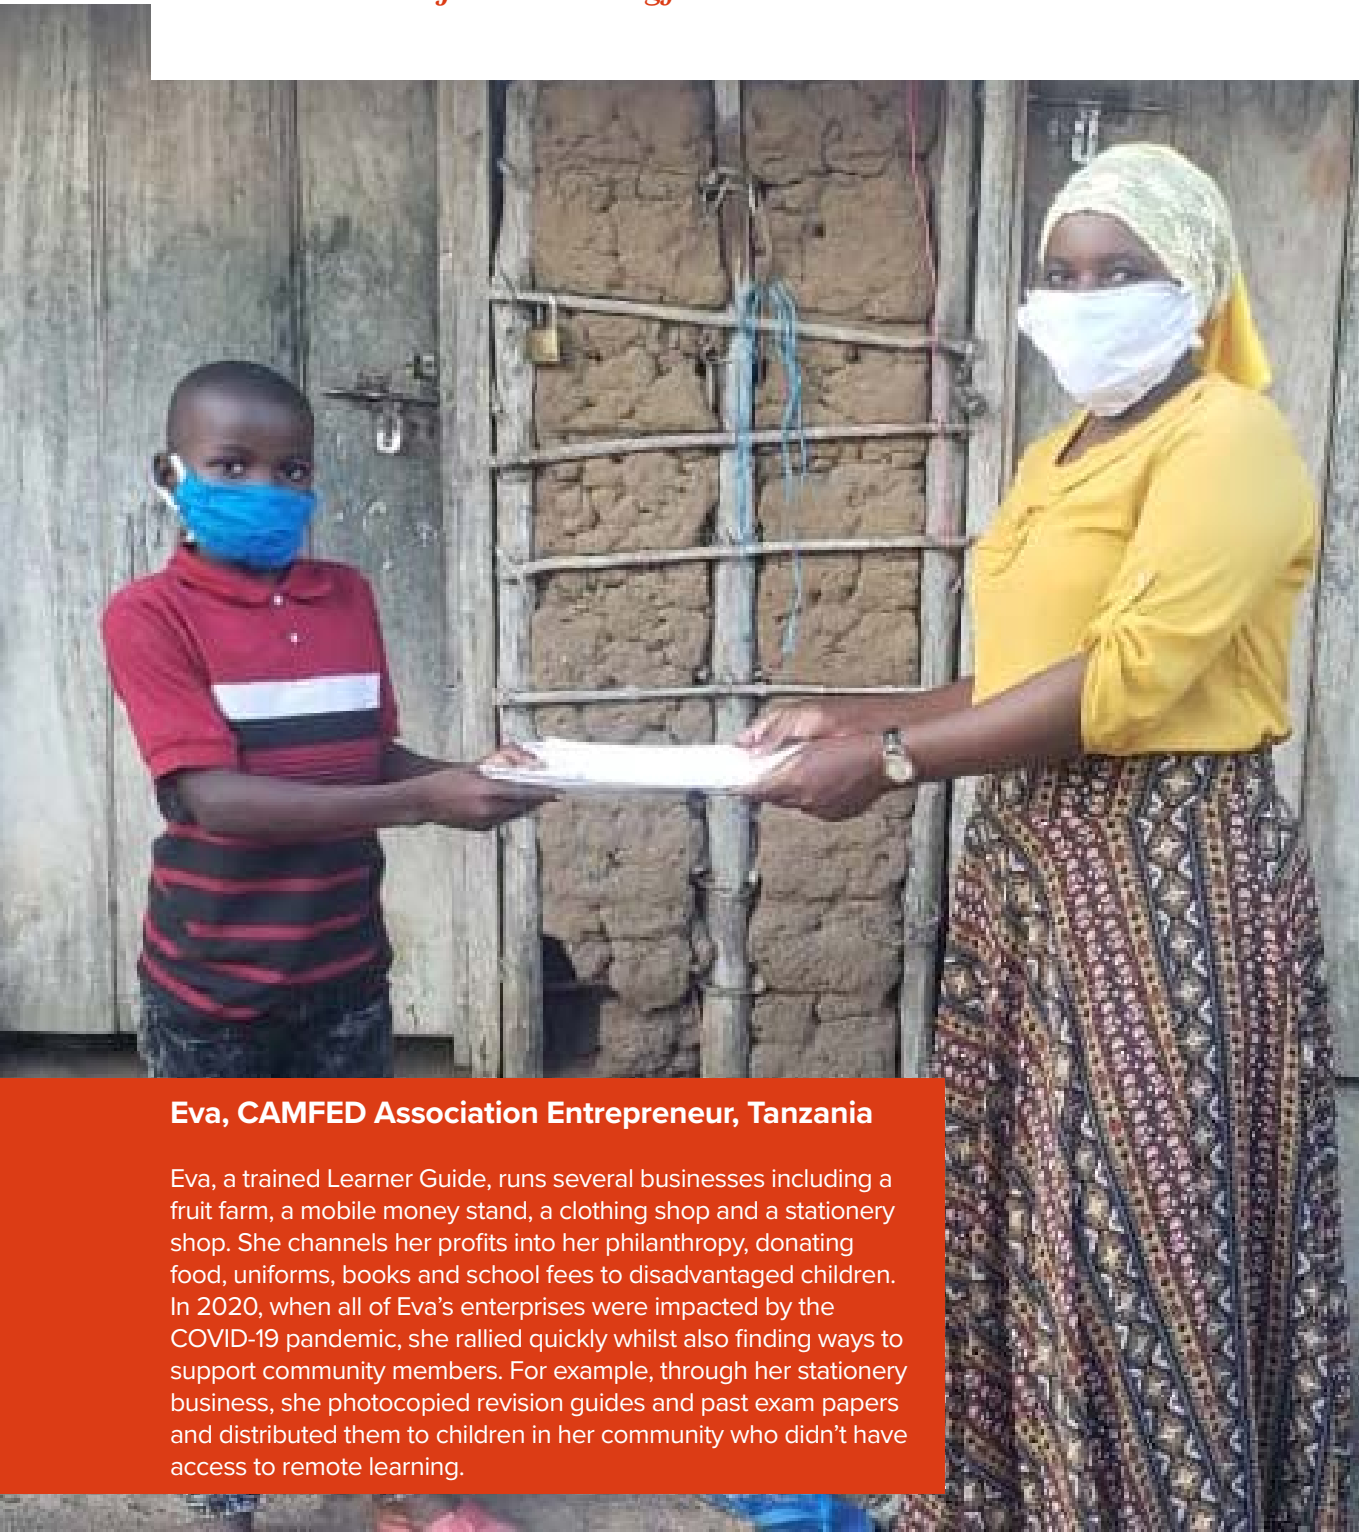 Eva, CAMFED Association Entrepreneur, Tanzania
Eva, a trained Learner Guide, runs several businesses including a
fruit farm, a mobile money stand, a clothing shop and a stationery
shop. She channels her profits into her philanthropy, donating
food, uniforms, books and school fees to disadvantaged children.
In 2020, when all of Eva’s enterprises were impacted by the
COVID-19 pandemic, she rallied quickly whilst also finding ways to
support community members. For example, through her stationery
business, she photocopied revision guides and past exam papers
and distributed them to children in her community who didn’t have
access to remote learning.